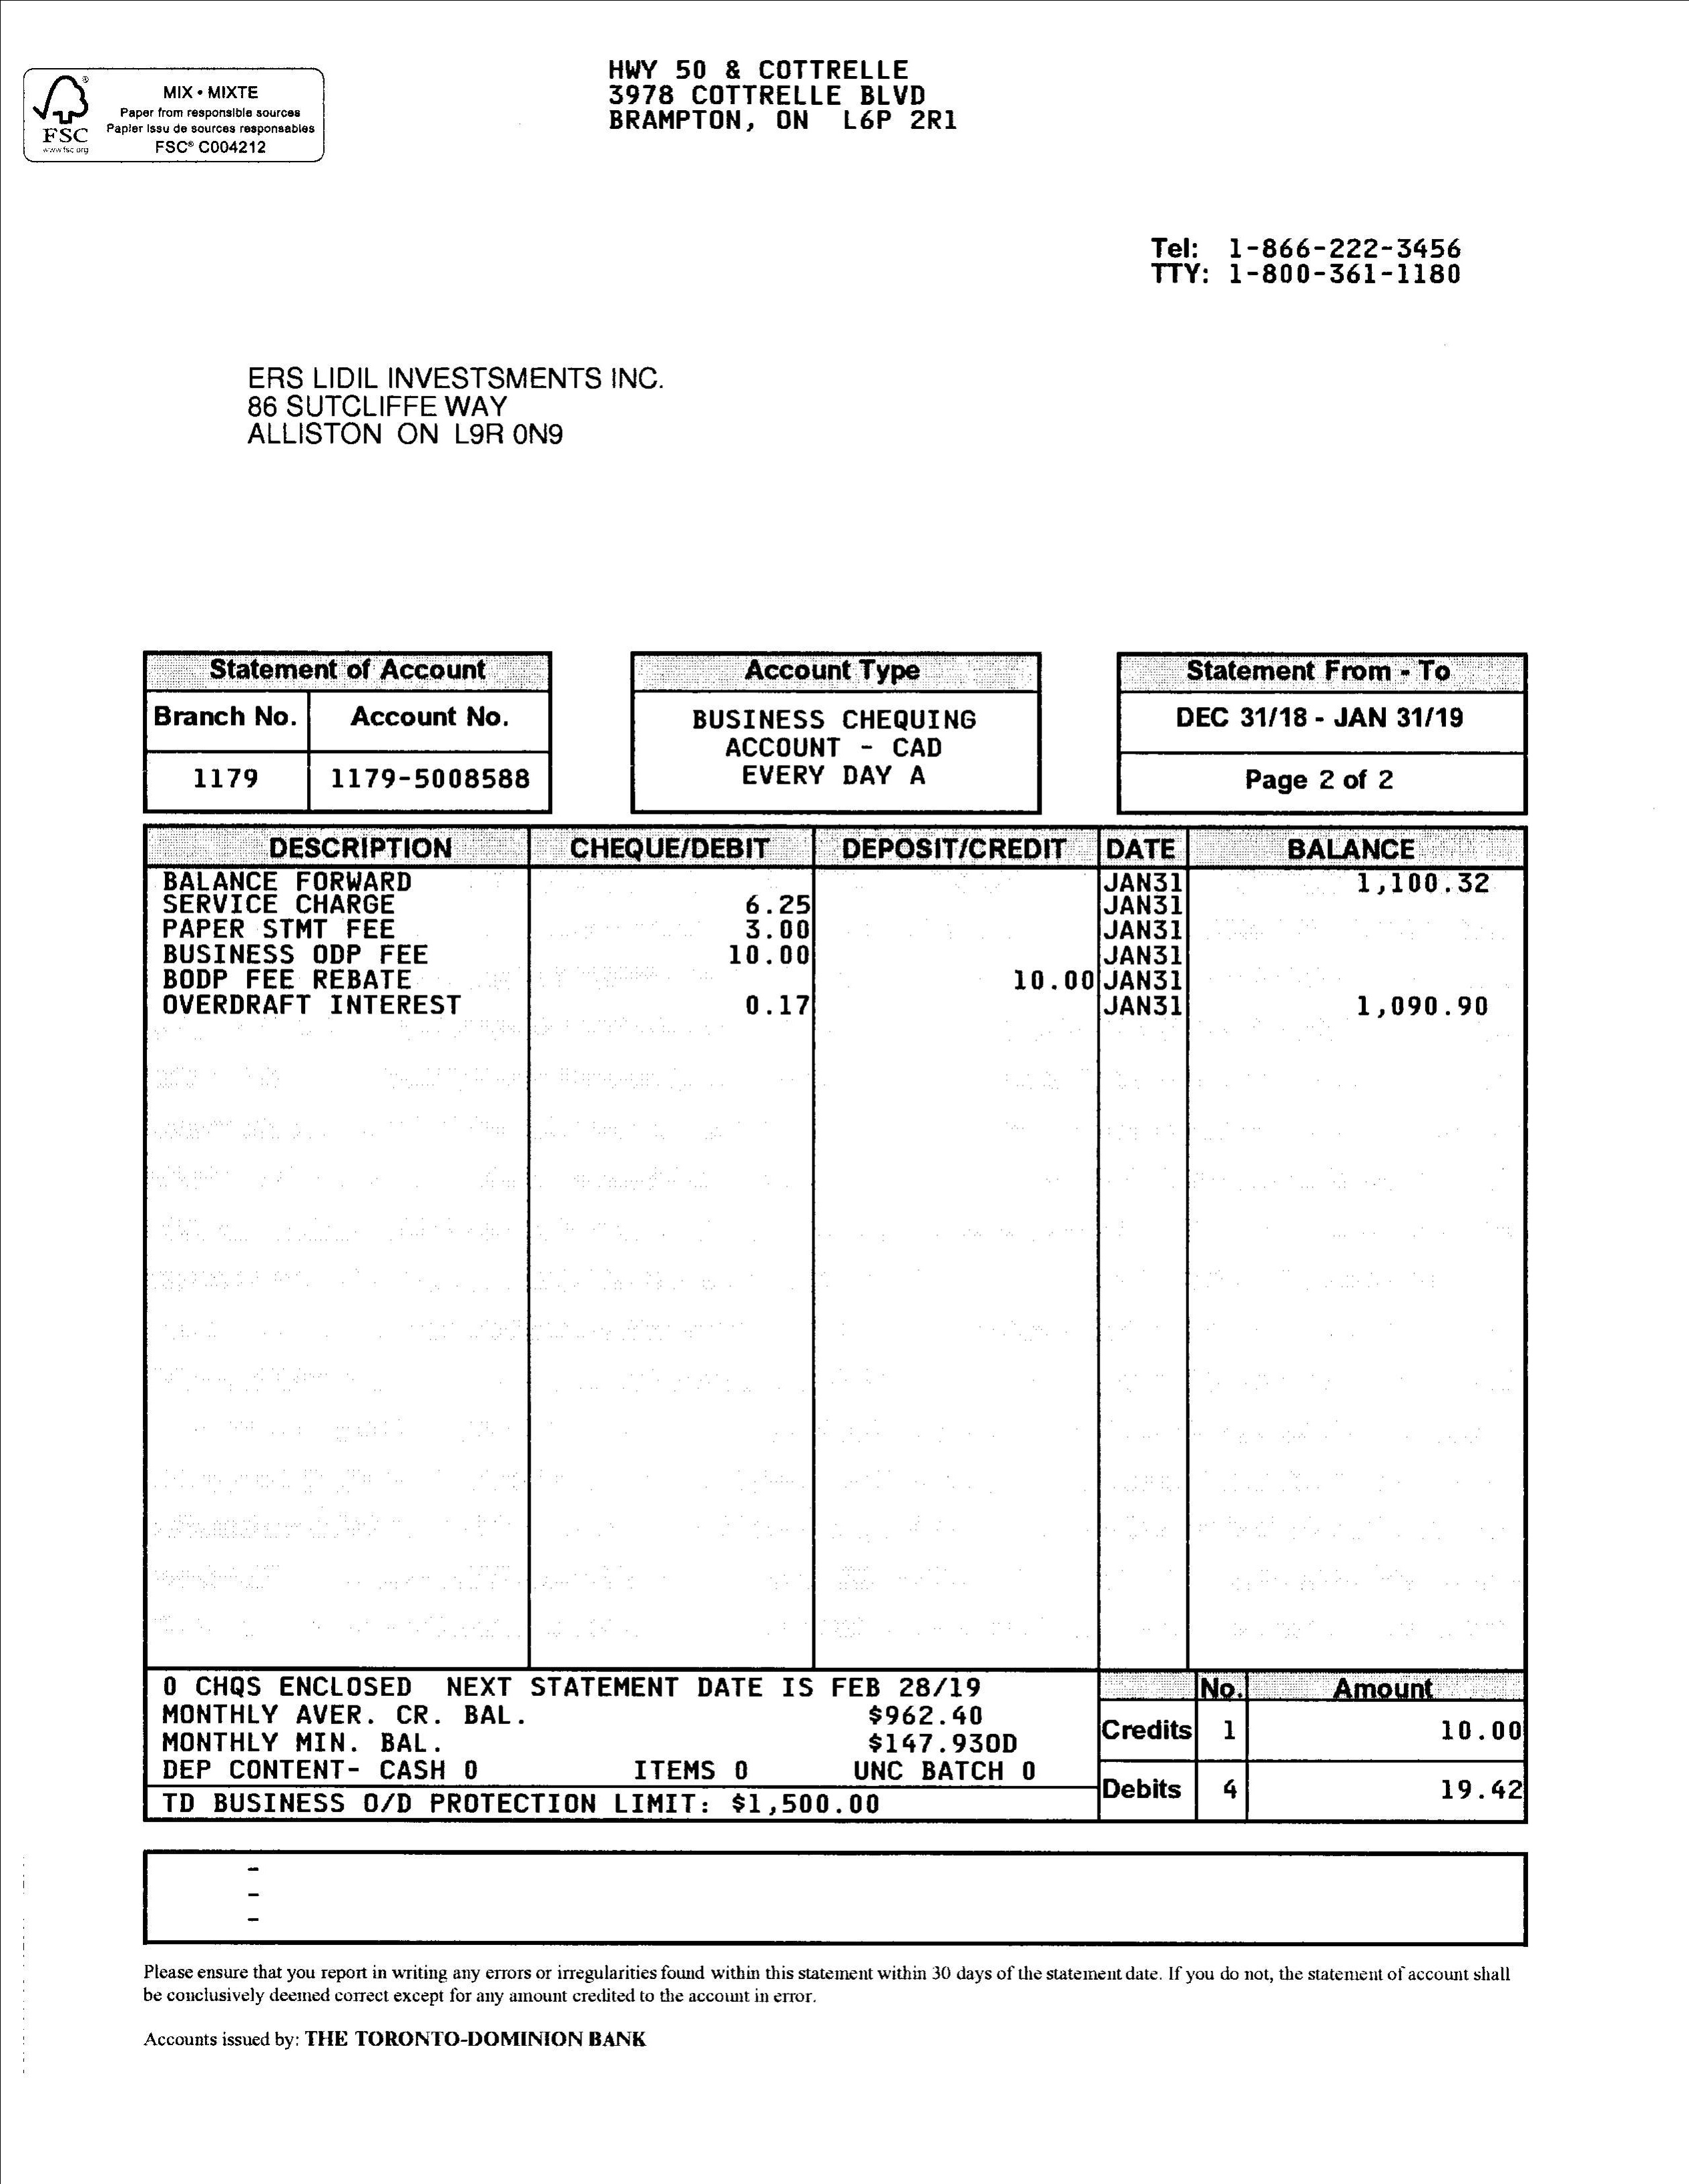 MIX • MIXTE
Paper from responsible sources
Papier issu de sources responsables
FSC® C004212
FSC
www.fsc.org
HWY 50 & COTTRELLE
3978 COTTRELLE BLVD
BRAMPTON, ON L6P 2R1
Tel: 1-866-222-3456
TTY: 1-800-361-1180
ERS LIDIL INVESTSMENTS INC.
86 SUTCLIFFE WAY
ALLISTON ON L9R 0N9
Statement of Account
Branch No. Account No.
1179 1179-5008588
Account Type
BUSINESS CHEQUING
ACCOUNT - CAD
EVERY DAY A
Statement From - To
DEC 31/18 - JAN 31/19
Page 2 of 2
DESCRIPTION CHEQUE/DEBIT DEPOSIT/CREDIT DATE BALANCE
BALANCE FORWARD JAN31 1,100.32
SERVICE CHARGE 6.25 JAN31
PAPER STMT FEE 3.00 JAN31
BUSINESS ODP FEE 10.00 JAN31
BODP FEE REBATE 10.00 JAN31
OVERDRAFT INTEREST 0.17 JAN31 1,090.90
0 CHQS ENCLOSED NEXT STATEMENT DATE IS FEB 28/19
MONTHLY AVER. CR. BAL. $962.40
MONTHLY MIN. BAL. $147.93OD
DEP CONTENT- CASH 0 ITEMS 0 UNC BATCH 0
TD BUSINESS O/D PROTECTION LIMIT: $1,500.00
No. Amount
Credits 1 10.00
Debits 4 19.42
-
-
-
Please ensure that you report in writing any errors or irregularities found within this statement within 30 days of the statement date. If you do not, the statement of account shall
be conclusively deemed correct except for any amount credited to the account in error.
Accounts issued by: THE TORONTO-DOMINION BANK